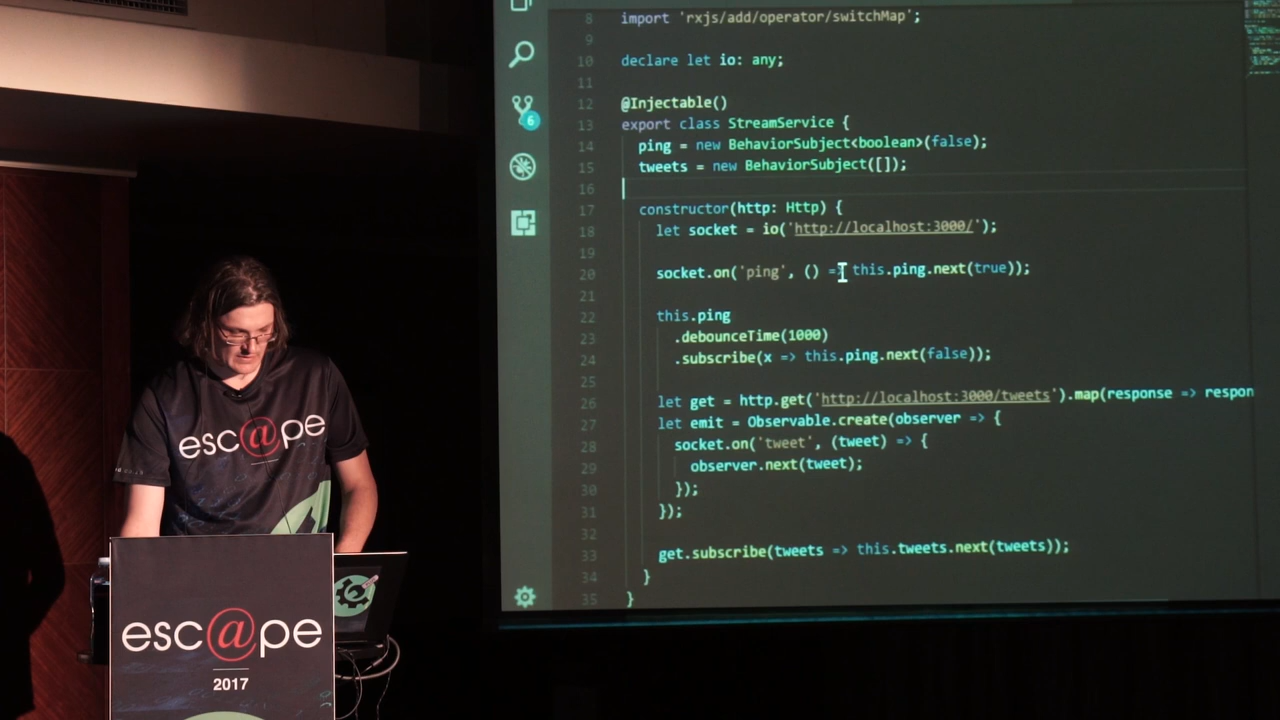 8 import 'rxjs/add/operator/switchMap';
9
10 declare let io: any;
11
12 @Injectable()
13 export class StreamService {
14 ping = new BehaviorSubject<boolean>(false);
15 tweets = new BehaviorSubject([]);
16
17 constructor(http: Http) {
18 let socket = io('http://localhost:3000/');
19
20 socket.on('ping', () => this.ping.next(true));
21
22 this.ping
23 .debounceTime(1000)
24 .subscribe(x => this.ping.next(false));
25
26 let get = http.get('http://localhost:3000/tweets').map(response => respon
27 let emit = Observable.create(observer => {
28 socket.on('tweet', (tweet) => {
29 observer.next(tweet);
30 });
31 });
32
33 get.subscribe(tweets => this.tweets.next(tweets));
34 }
35 }
6
esc@pe
esc@pe
2017